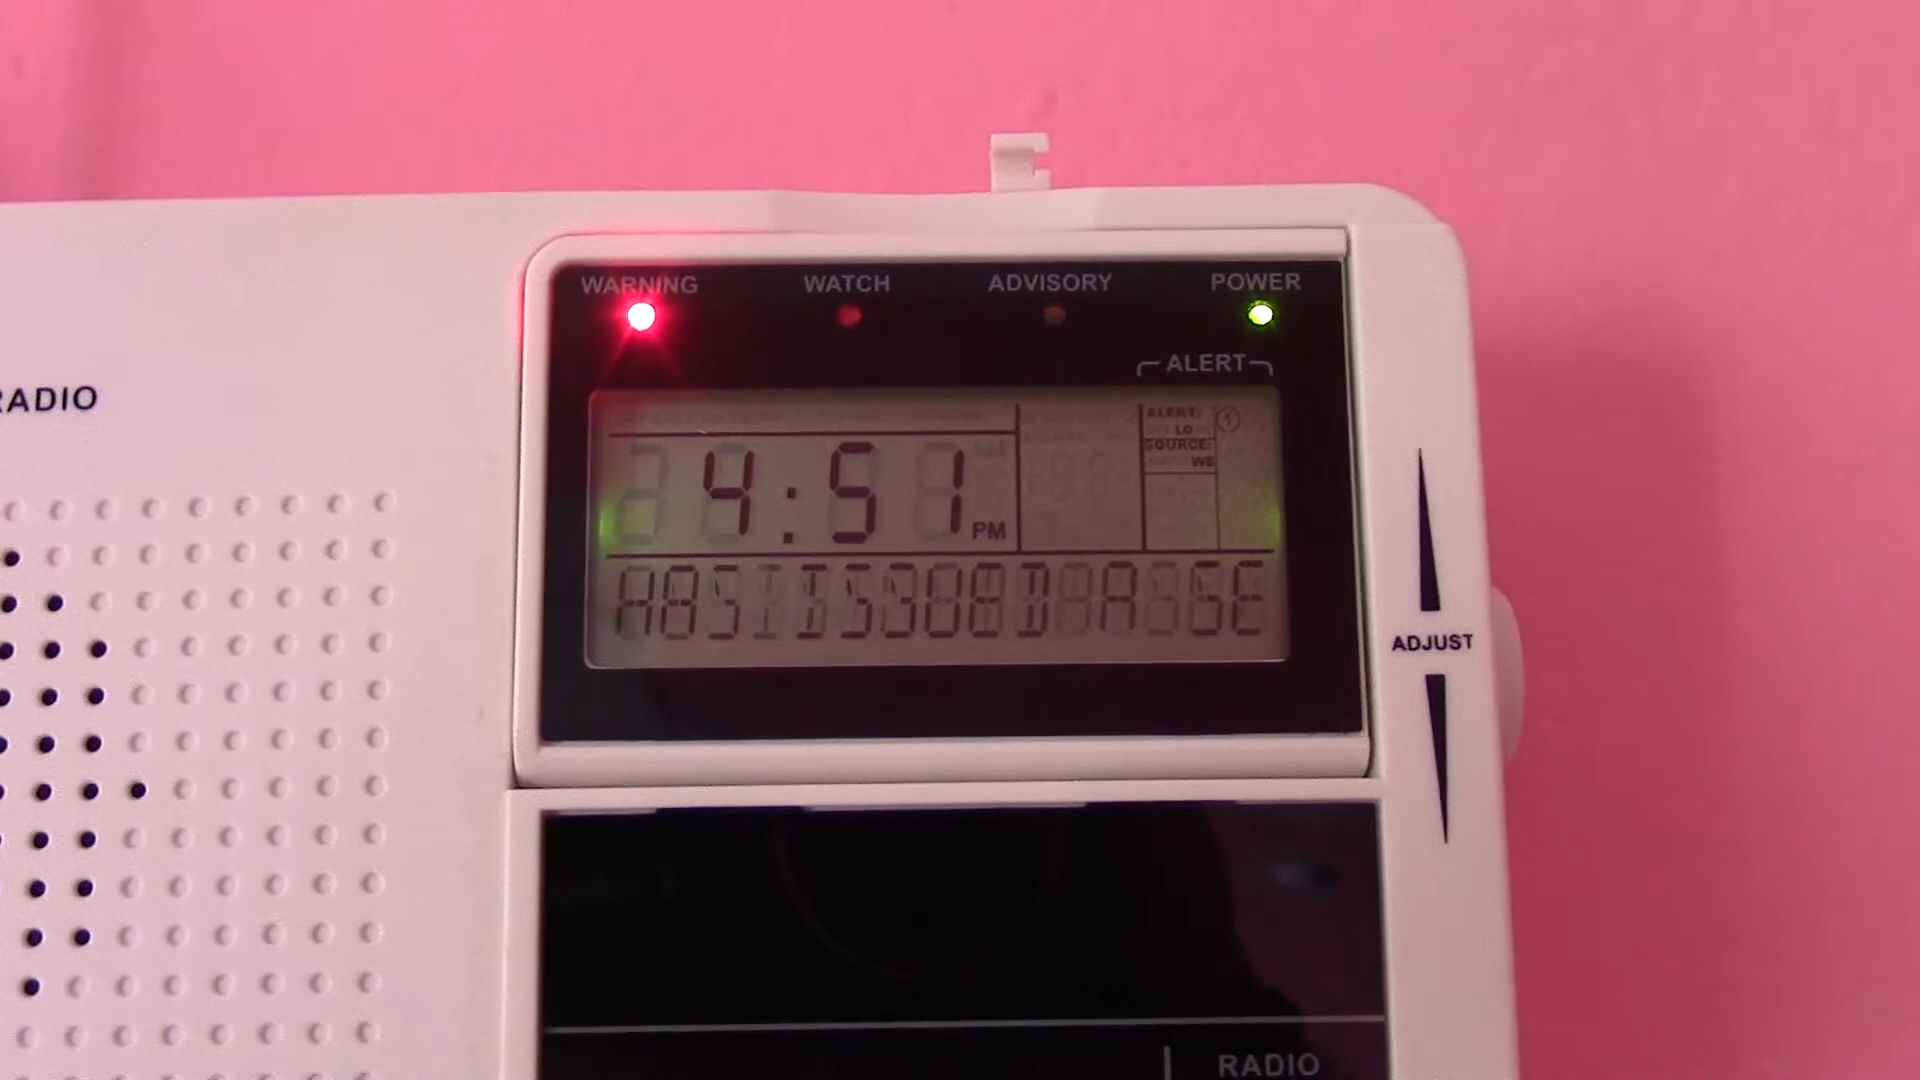 WARNING WATCH ADVISORY POWER
ALERT
RADIO
ALERT:
LO
SOURCE:
WB
4:51 PM
ADJUST
RADIO